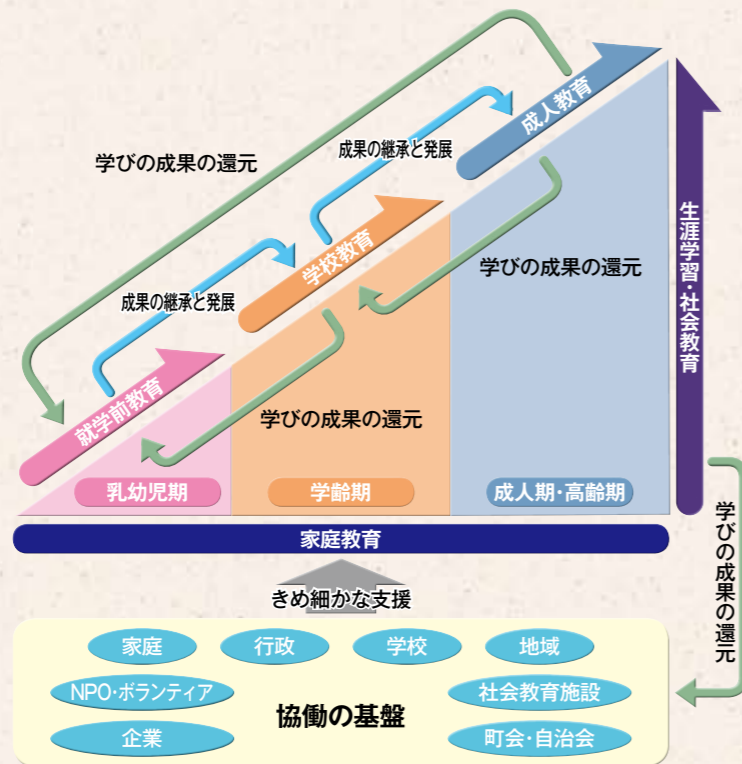 成人教育
学びの成果の還元
成果の継承と発展
生涯学習・社会教育
学校教育
学びの成果の還元
成果の継承と発展
就学前教育
学びの成果の還元
乳幼児期
学齢期
成人期・高齢期
家庭教育
学びの成果の還元
きめ細かな支援
家庭
行政
学校
地域
NPO・ボランティア
社会教育施設
協働の基盤
企業
町会・自治会